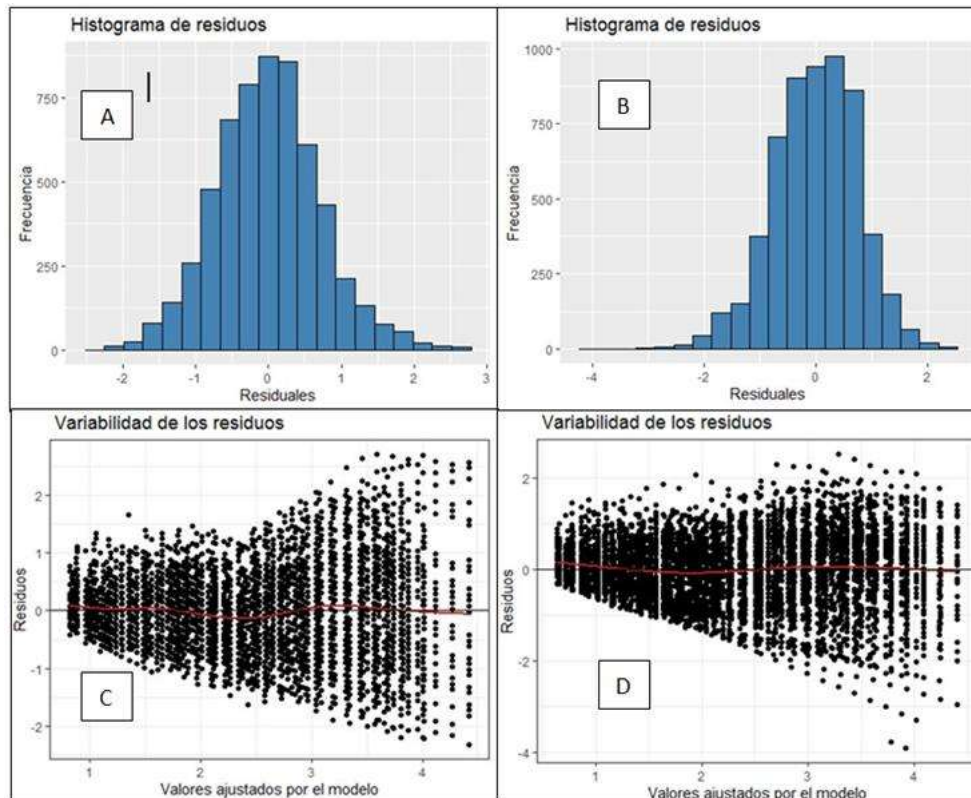 Histograma de residuos
750
500
250
0
Frecuencia
A
-2
-1
0
1
2
3
Residuales
Histograma de residuos
1000
750
500
250
0
Frecuencia
B
-4
-2
0
2
Residuales
Variabilidad de los residuos
2
1
0
-1
-2
Residuos
C
1
2
3
4
Valores ajustados por el modelo
Variabilidad de los residuos
2
0
-2
-4
Residuos
D
1
2
3
4
Valores ajustados por el modelo